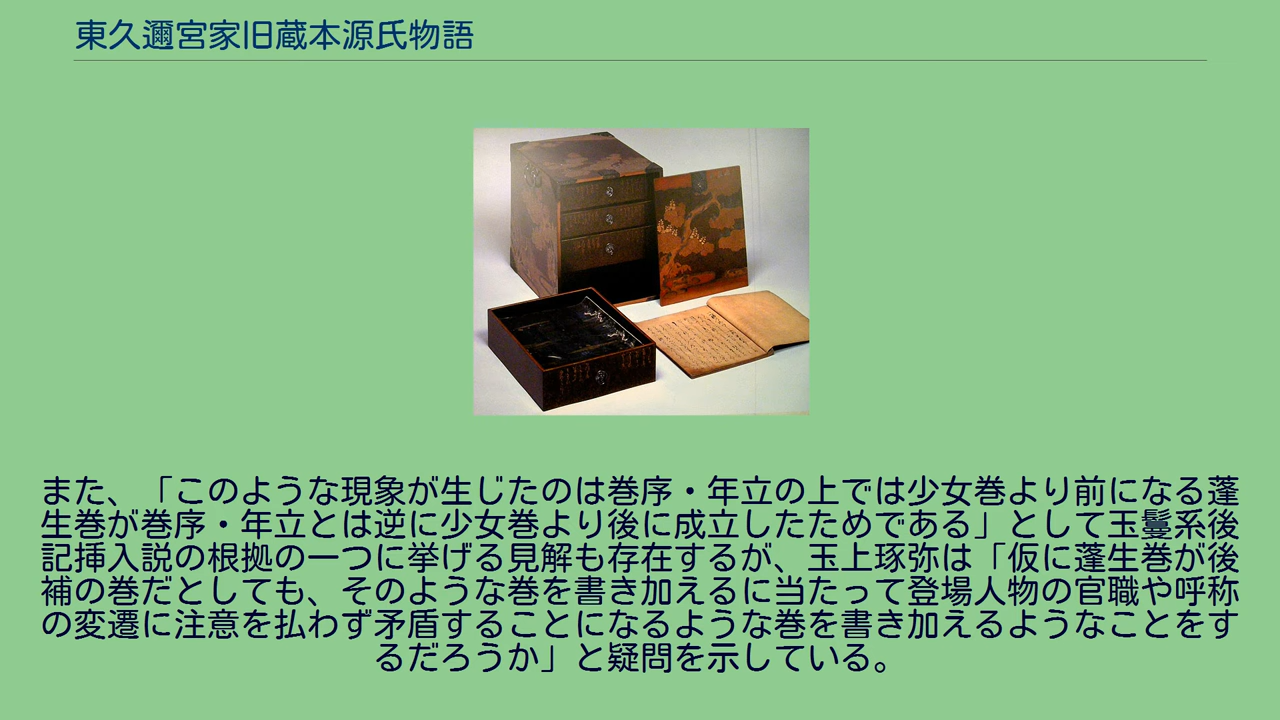 東久邇宮家旧蔵本源氏物語
また、「このような現象が生じたのは巻序・年立の上では少女巻より前になる蓬
生巻が巻序・年立とは逆に少女巻より後に成立したためである」として玉鬘系後
記挿入説の根拠の一つに挙げる見解も存在するが、玉上琢弥は「仮に蓬生巻が後
補の巻だとしても、そのような巻を書き加えるに当たって登場人物の官職や呼称
の変遷に注意を払わず矛盾することになるような巻を書き加えるようなことをす
るだろうか」と疑問を示している。